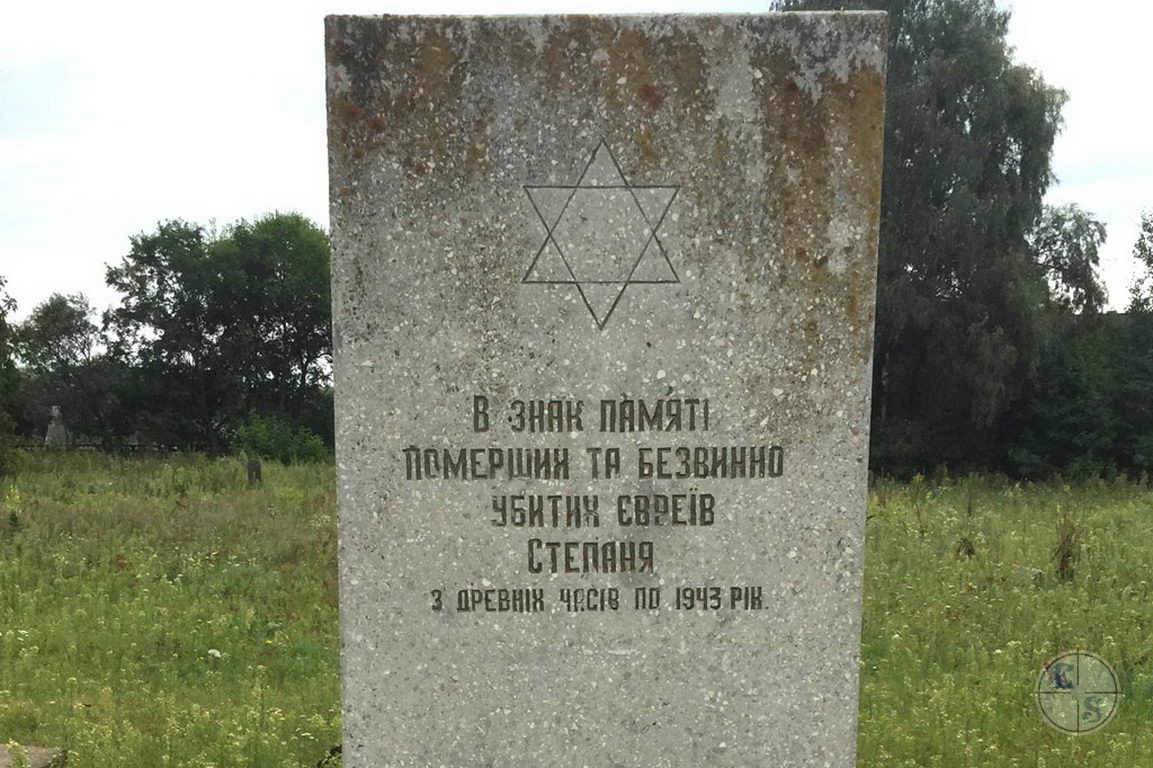 В ЗНАК ПАМ'ЯТІ
ПОМЕРШИХ ТА БЕЗВИННО
УБИТИХ ЄВРЕЇВ
СТЕПАНЯ
З ДРЕВНІХ ЧАСІВ ПО 1943 РІК.
C S